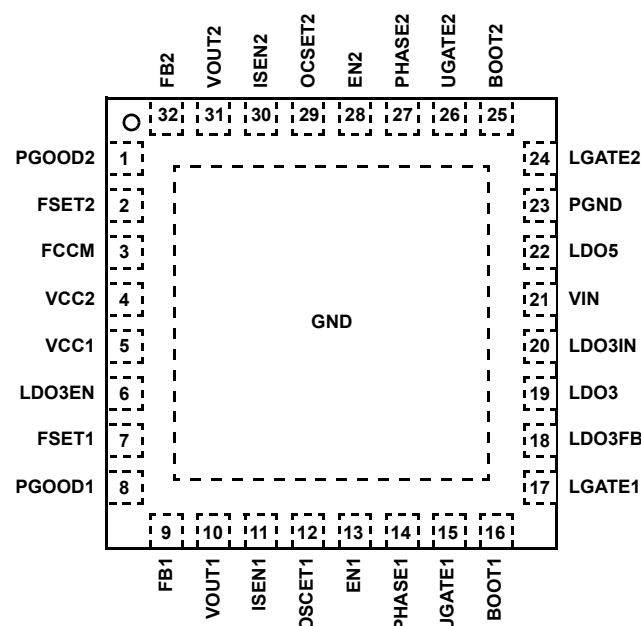 FB2
VOUT2
ISEN2
OCSET2
EN2
PHASE2
UGATE2
BOOT2
32 31 30 29 28 27 26 25
PGOOD2 1
FSET2 2
FCCM 3
VCC2 4
VCC1 5
LDO3EN 6
FSET1 7
PGOOD1 8
GND
24 LGATE2
23 PGND
22 LDO5
21 VIN
20 LDO3IN
19 LDO3
18 LDO3FB
17 LGATE1
9 10 11 12 13 14 15 16
FB1
VOUT1
ISEN1
OSCET1
EN1
PHASE1
UGATE1
BOOT1